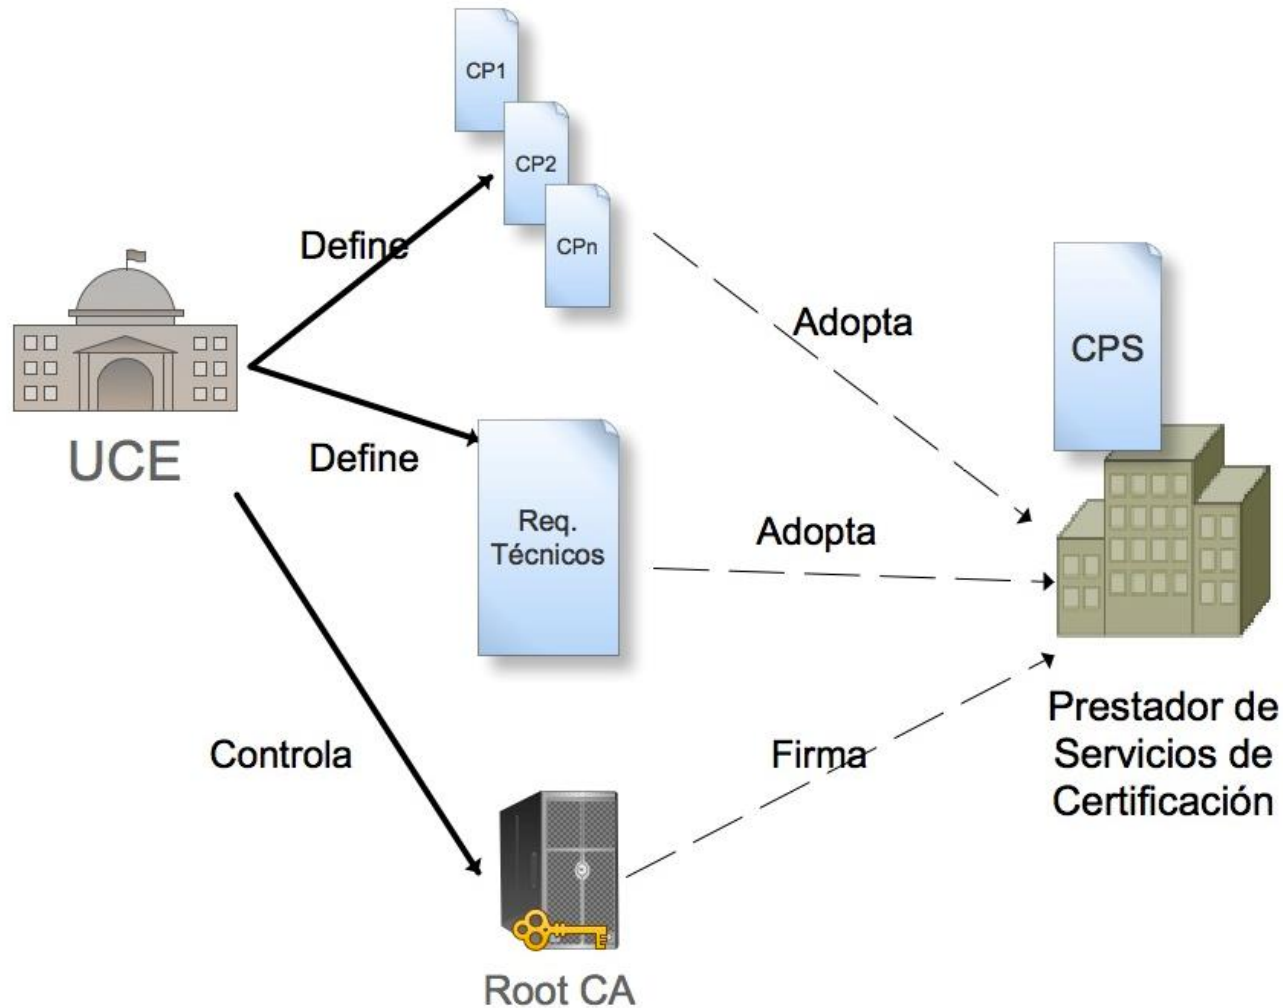 CP1
CP2
CPn
Define
Adopta
CPS
UCE
Define
Req.
Técnicos
Adopta
Controla
Firma
Prestador de
Servicios de
Certificación
Root CA